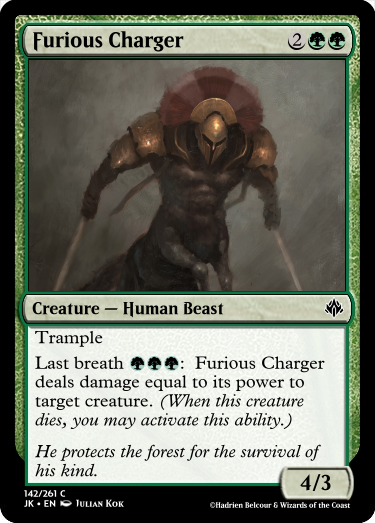 Furious Charger 2
Creature — Human Beast
Trample
Last breath : Furious Charger
deals damage equal to its power to
target creature. (When this creature
dies, you may activate this ability.)
He protects the forest for the survival of
his kind.
4/3
142/261 C
JK • EN Julian Kok
©Hadrien Belcour & Wizards of the Coast